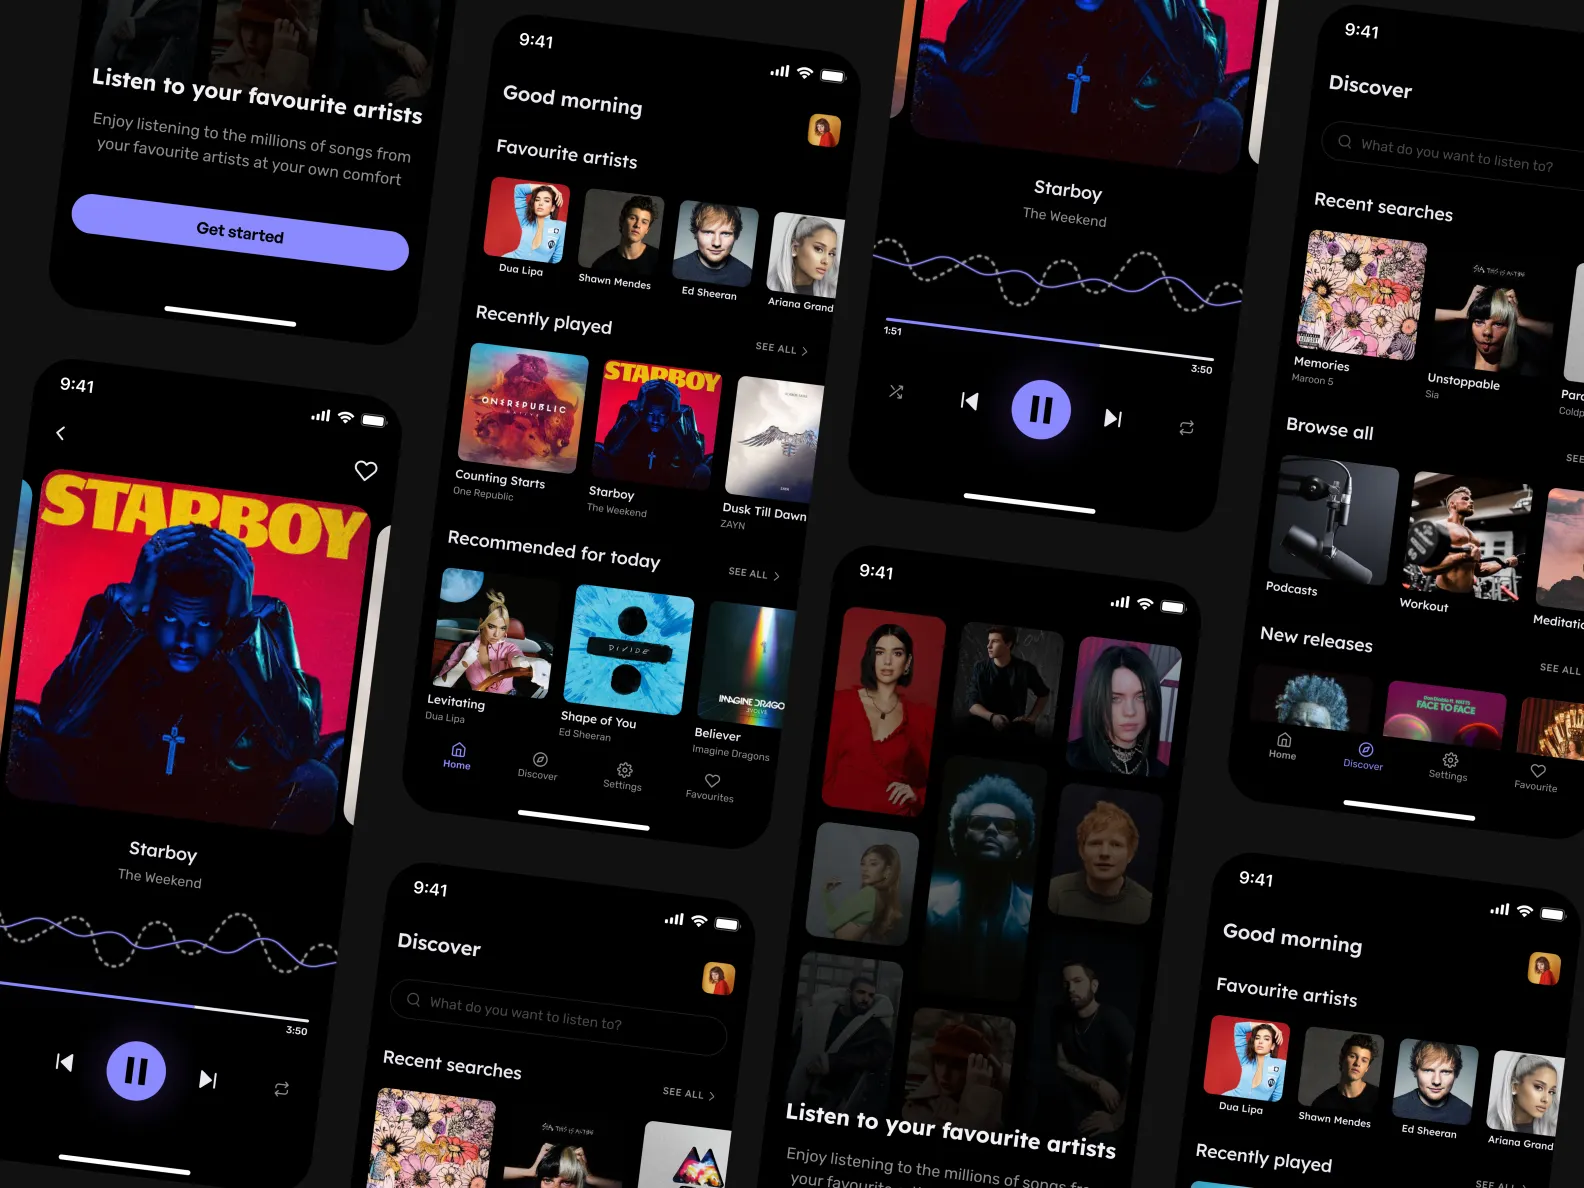 Listen to your favourite artists
Enjoy listening to the millions of songs from
your favourite artists at your own comfort
Get started
9:41
STARBOY
Starboy
The Weekend
3:50
9:41
Good morning
Favourite artists
Dua Lipa
Shawn Mendes
Ed Sheeran
Ariana Grand
Recently played
SEE ALL
ONEREPUBLIC
STARBOY
Counting Starts
One Republic
Starboy
The Weekend
Dusk Till Dawn
ZAYN
Recommended for today
SEE ALL
DIVIDE
IMAGINE DRAGO
EVOLVE
Levitating
Dua Lipa
Shape of You
Ed Sheeran
Believer
Imagine Dragons
Home
Discover
Settings
Favourites
9:41
Discover
What do you want to listen to?
Recent searches
SEE ALL
Starboy
The Weekend
1:51
3:50
9:41
Listen to your favourite artists
Enjoy listening to the millions of songs
your favourite
9:41
Discover
What do you want to listen to?
Recent searches
Memories
Maroon 5
Unstoppable
Sia
Para
Coldp
Browse all
SEE
Podcasts
Workout
Meditatio
New releases
SEE ALL
FACE TO FACE
Home
Discover
Settings
Favourite
9:41
Good morning
Favourite artists
Dua Lipa
Shawn Mendes
Ed Sheeran
Ariana Grand
Recently played
SEE ALL